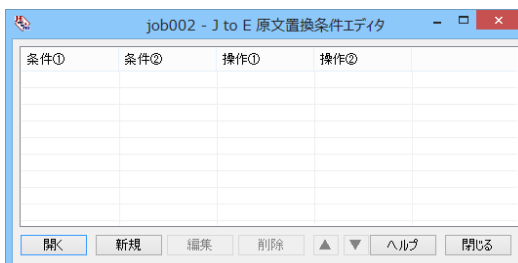 job002 - J to E 原文置換条件エディタ
条件① 条件② 操作① 操作②
開く 新規 編集 削除 ▲ ▼ ヘルプ 閉じる